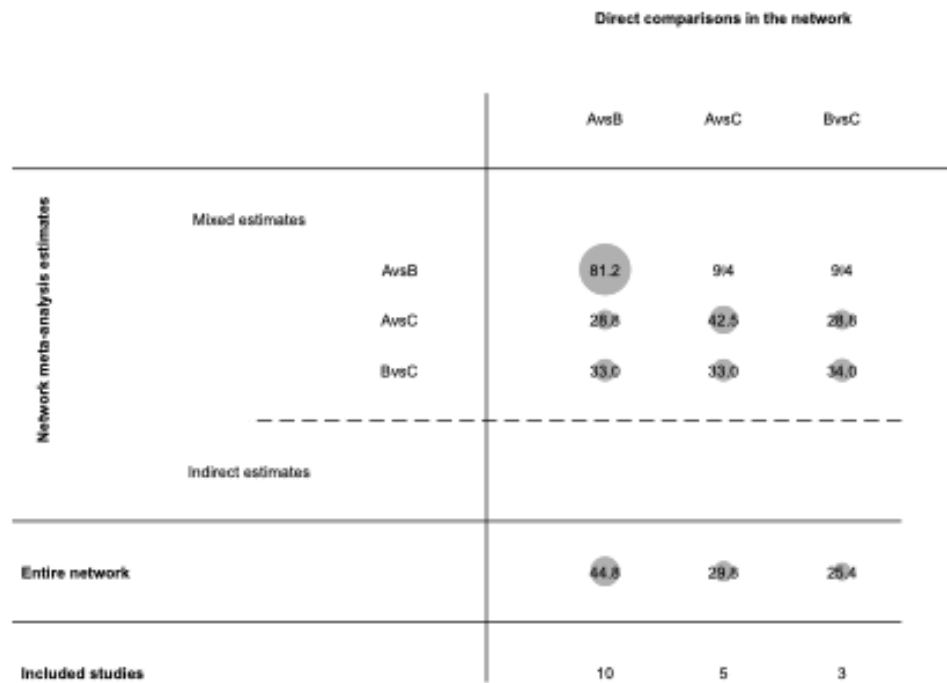 Direct comparisons in the network
AvsB AvsC BvsC
Network meta-analysis estimates
Mixed estimates
AvsB 81.2 9.4 9.4
AvsC 28.8 42.5 28.8
BvsC 33.0 33.0 34.0
Indirect estimates
Entire network 44.8 29.8 25.4
Included studies 10 5 3